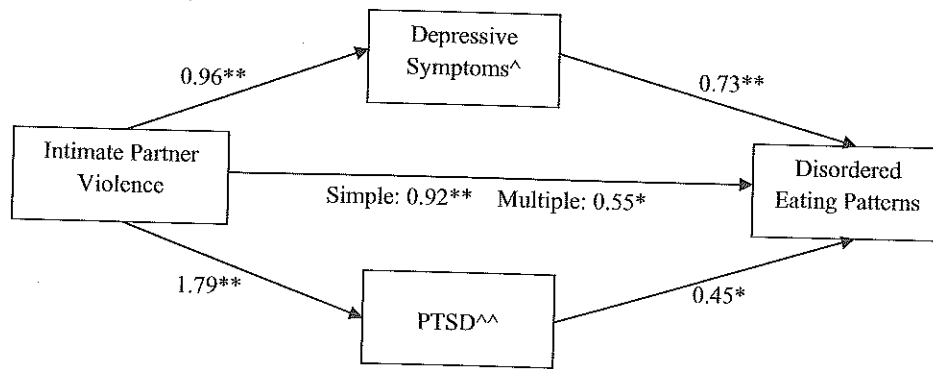 Depressive
Symptoms^
0.96**
0.73**
Intimate Partner
Violence
Disordered
Eating Patterns
Simple: 0.92** Multiple: 0.55*
1.79**
0.45*
PTSD^^